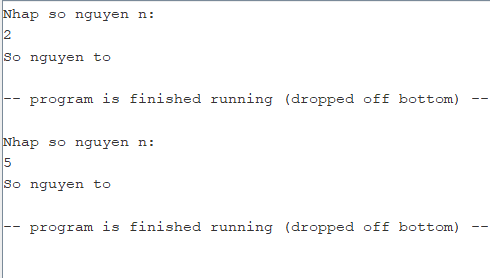 Nhap so nguyen n:
2
So nguyen to
-- program is finished running (dropped off bottom) --
Nhap so nguyen n:
5
So nguyen to
-- program is finished running (dropped off bottom) --